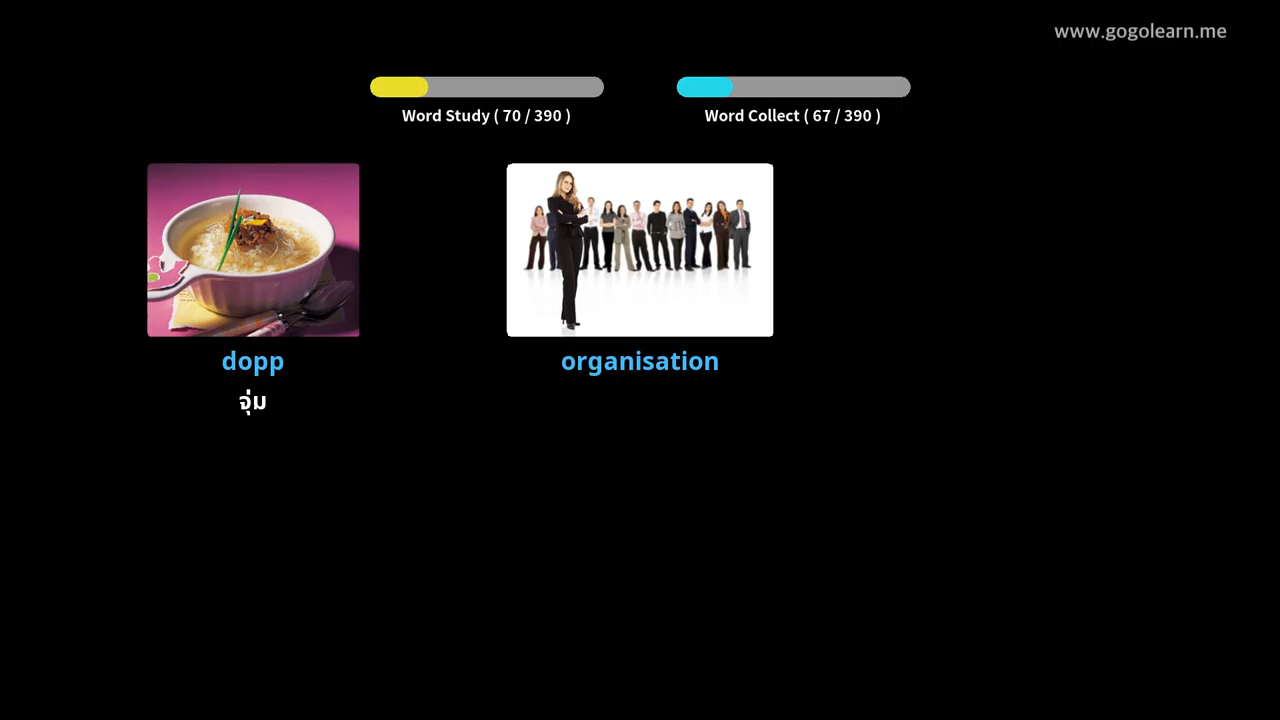 www.gogolearn.me
Word Study ( 70 / 390 )
Word Collect ( 67 / 390 )
dopp
จุ่ม
organisation